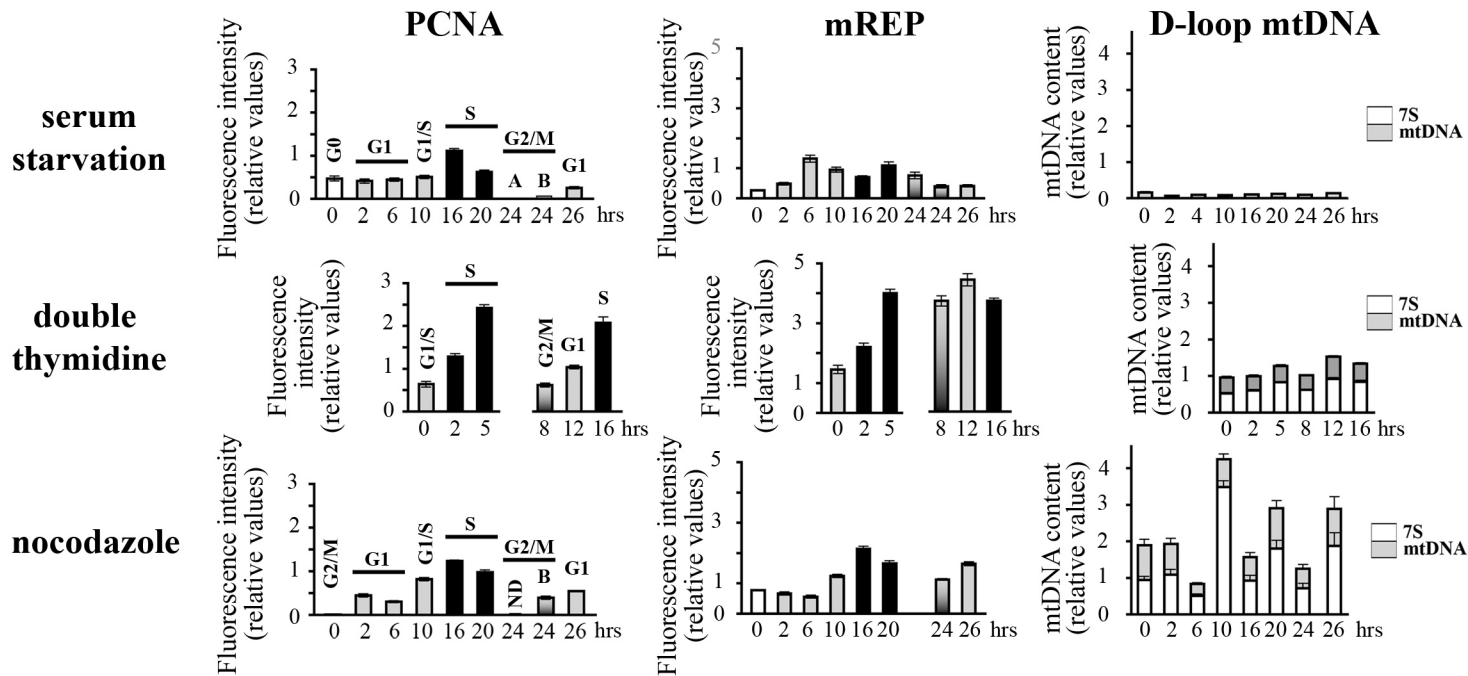 PCNA
mREP
D-loop mtDNA
serum
starvation
Fluorescence intensity
(relative values)
3
2
1
0
G0
G1
G1/S
S
G2/M
A
B
G1
0 2 6 10 16 20 24 24 26 hrs
Fluorescence intensity
(relative values)
5
3
1
0
0 2 6 10 16 20 24 24 26 hrs
mtDNA content
(relative values)
4
3
2
1
0
0 2 4 10 16 24 24 26 hrs
7S
mtDNA
double
thymidine
Fluorescence
intensity
(relative values)
3
2
1
0
G1/S
S
G2/M
G1
S
0 2 5 8 12 16 hrs
Fluorescence
intensity
(relative values)
5
3
1
0
0 2 5 8 12 16 hrs
mtDNA content
(relative values)
4
2
1
0
0 2 5 8 12 16 hrs
7S
mtDNA
nocodazole
Fluorescence intensity
(relative values)
3
2
1
0
G2/M
G1
G1/S
S
G2/M
ND
B
G1
0 2 6 10 16 20 24 24 26 hrs
Fluorescence intensity
(relative values)
5
3
1
0
0 2 6 10 16 20 24 26 hrs
mtDNA content
(relative values)
4
3
2
1
0
0 2 6 10 16 20 24 26 hrs
7S
mtDNA